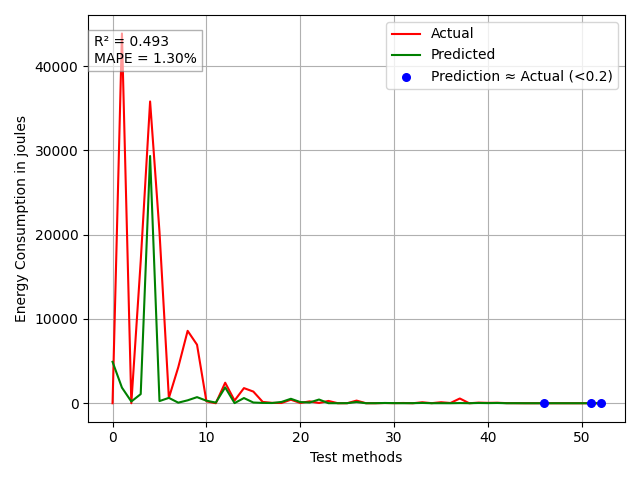 R² = 0.493
MAPE = 1.30%
Actual
Predicted
Prediction ≈ Actual (<0.2)
Energy Consumption in joules
40000
30000
20000
10000
0
0 10 20 30 40 50
Test methods